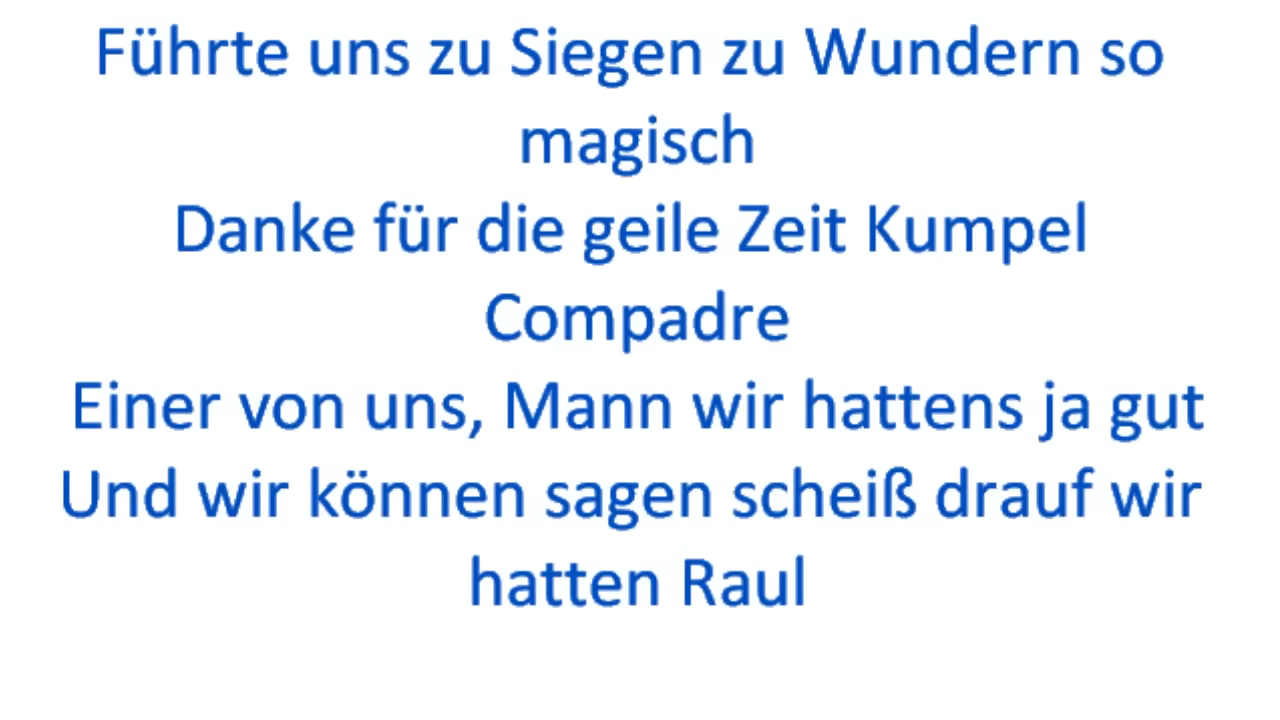 Führte uns zu Siegen zu Wundern so
magisch
Danke für die geile Zeit Kumpel
Compadre
Einer von uns, Mann wir hattens ja gut
Und wir können sagen scheiß drauf wir
hatten Raul